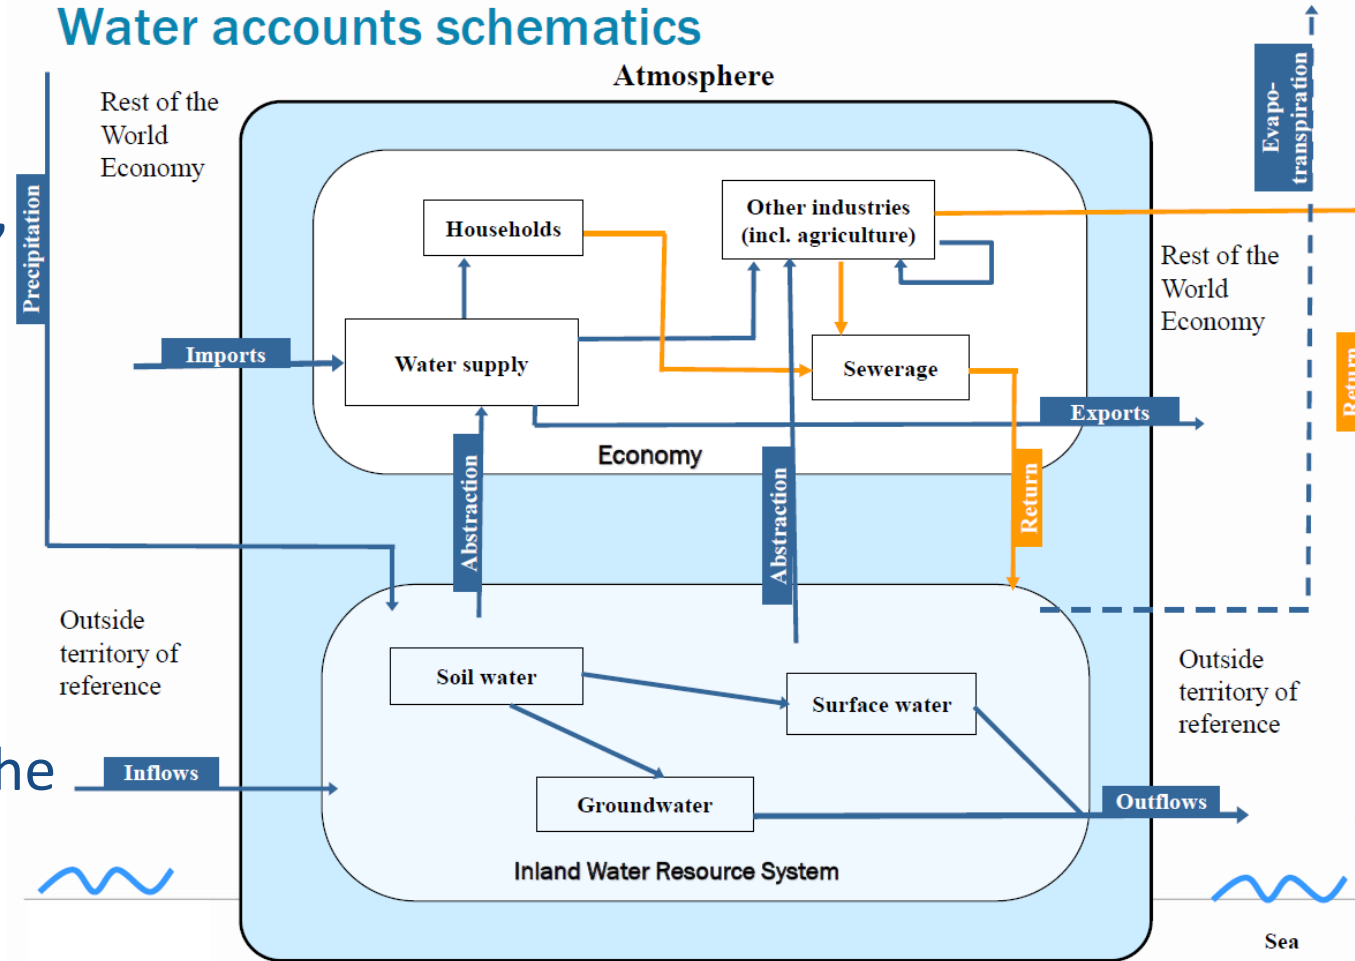 Water accounts schematics
Atmosphere
Rest of the
World
Economy
Evapo-
transpiration
Precipitation
,
Households
Other industries
(incl. agriculture)
Rest of the
World
Economy
Imports
Water supply
Sewerage
Return
Exports
Economy
Abstraction
Abstraction
Return
Outside
territory of
reference
Soil water
Surface water
Outside
territory of
reference
he
Inflows
Groundwater
Outflows
Inland Water Resource System
Sea